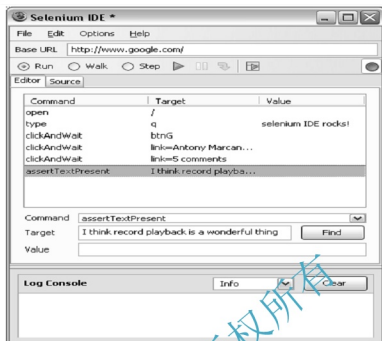 Selenium IDE *
File Edit Options Help
Base URL http://www.google.com/
Run Walk Step
Editor Source
Command Target Value
open /
type q selenium IDE rocks!
clickAndWait btnG
clickAndWait link=Antony Marcan...
clickAndWait link=5 comments
assertTextPresent I think record playba...
Command assertTextPresent
Target I think record playback is a wonderful thing Find
Value
Log Console Info Clear
权所有